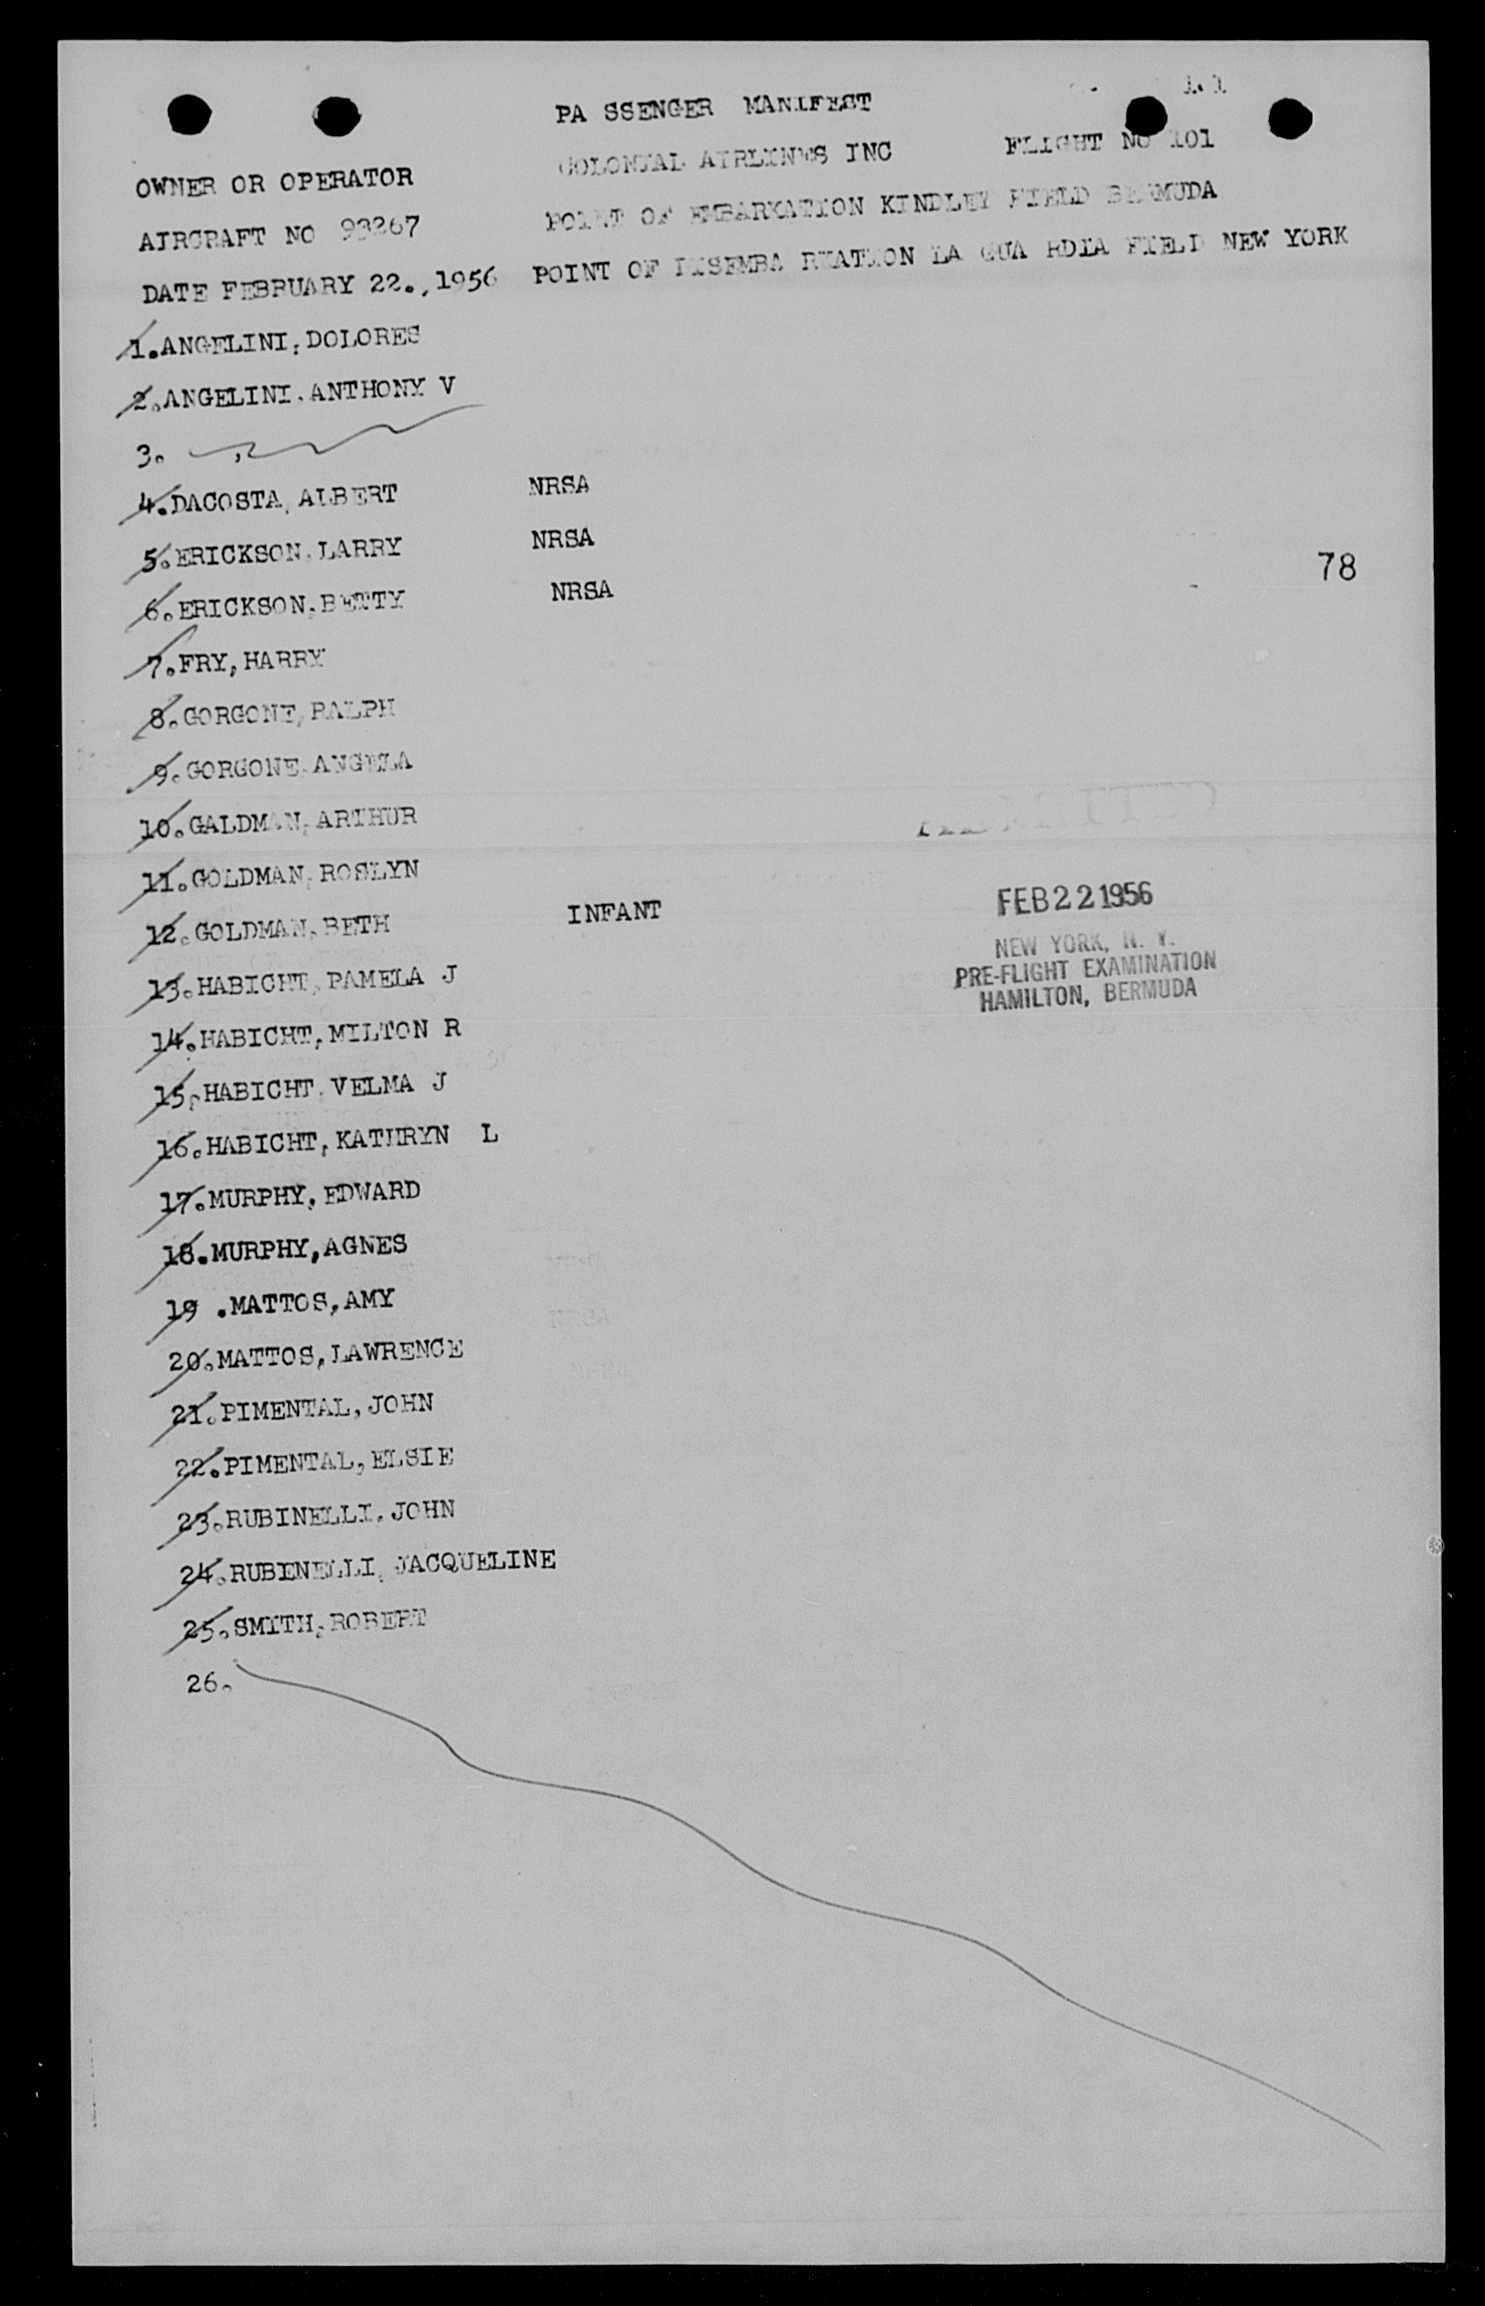 PA SSENGER MANIFEST
OWNER OR OPERATOR COLONIAL AIRLINES INC FLIGHT NO 101
AIRCRAFT NO 93267 POINT OF EMBARKATION KINDLEY FIELD BERMUDA
DATE FEBRUARY 22.,1956 POINT OF DISEMBA RKATION LA GUA RDIA FIELD NEW YORK
1.ANGELINI,DOLORES
2.ANGELINI,ANTHONY V
3.
4.DACOSTA,ALBERT NRSA
5.ERICKSON,LARRY NRSA
6.ERICKSON,BETTY NRSA
78
7.FRY,HARRY
8.GORGONE,RALPH
9.GORGONE,ANGELA
10.GALDMAN,ARTHUR
11.GOLDMAN,ROSLYN
12.GOLDMAN,BETH INFANT
FEB 22 1956
NEW YORK, N. Y.
PRE-FLIGHT EXAMINATION
HAMILTON, BERMUDA
13.HABICHT,PAMELA J
14.HABICHT,MILTON R
15.HABICHT,VELMA J
16.HABICHT,KATHRYN L
17.MURPHY,EDWARD
18.MURPHY,AGNES
19 .MATTOS,AMY
20.MATTOS,LAWRENCE
21.PIMENTAL,JOHN
22.PIMENTAL,ELSIE
23.RUBINELLI,JOHN
24.RUBINELLI,JACQUELINE
25.SMITH,ROBERT
26.